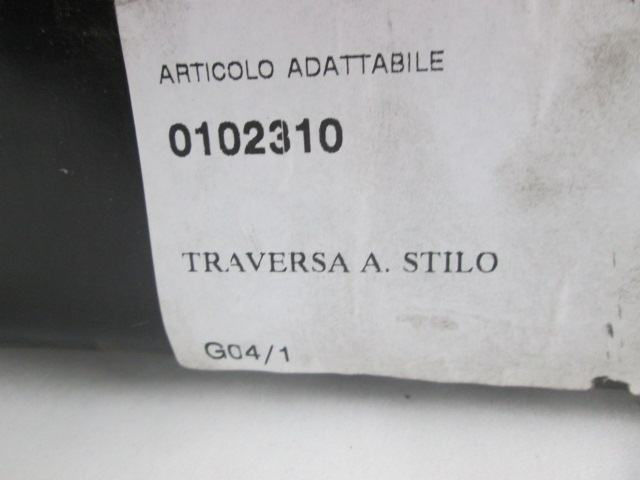 ARTICOLO ADATTABILE
0102310
TRAVERSA A. STILO
G04/1